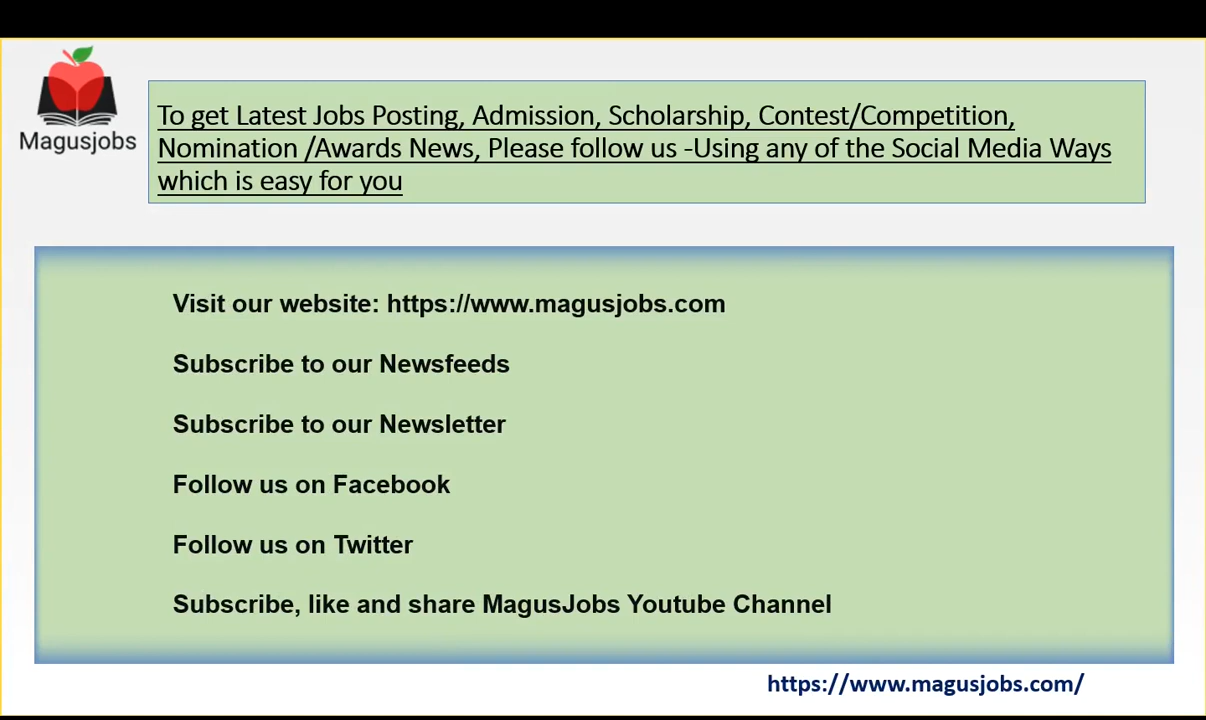 Magusjobs
To get Latest Jobs Posting, Admission, Scholarship, Contest/Competition,
Nomination /Awards News, Please follow us -Using any of the Social Media Ways
which is easy for you
Visit our website: https://www.magusjobs.com
Subscribe to our Newsfeeds
Subscribe to our Newsletter
Follow us on Facebook
Follow us on Twitter
Subscribe, like and share MagusJobs Youtube Channel
https://www.magusjobs.com/